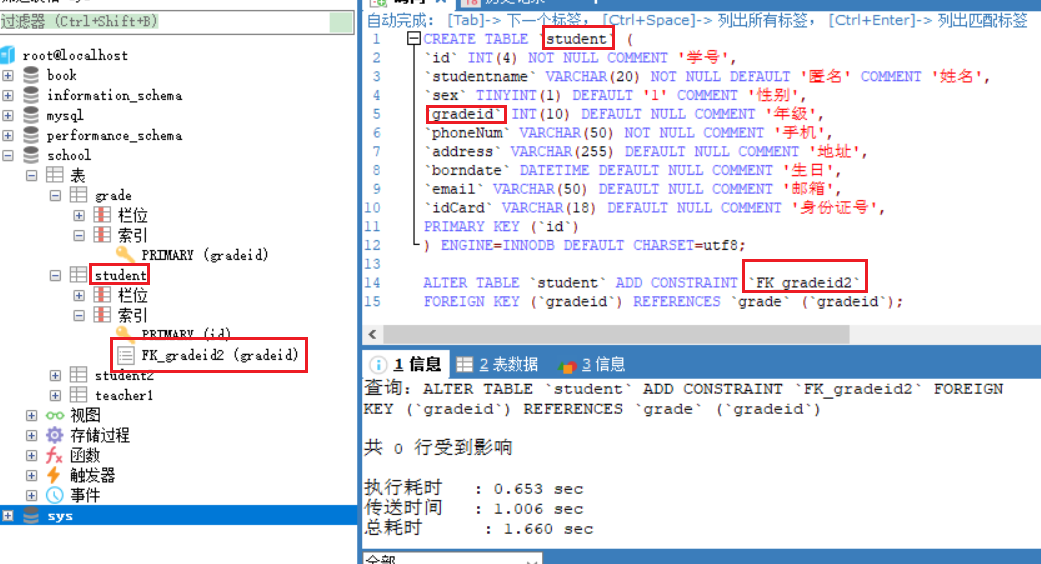 过滤器 (Ctrl+Shift+B)
root@localhost
book
information_schema
mysql
performance_schema
school
表
grade
栏位
索引
PRIMARY (gradeid)
student
栏位
索引
PRIMARY (id)
FK_gradeid2 (gradeid)
student2
teacher1
视图
存储过程
函数
触发器
事件
sys
自动完成: [Tab]-> 下一个标签, [Ctrl+Space]-> 列出所有标签, [Ctrl+Enter]-> 列出匹配标签
1 CREATE TABLE `student` (
2 `id` INT(4) NOT NULL COMMENT '学号',
3 `studentname` VARCHAR(20) NOT NULL DEFAULT '匿名' COMMENT '姓名',
4 `sex` TINYINT(1) DEFAULT '1' COMMENT '性别',
5 `gradeid` INT(10) DEFAULT NULL COMMENT '年级',
6 `phoneNum` VARCHAR(50) NOT NULL COMMENT '手机',
7 `address` VARCHAR(255) DEFAULT NULL COMMENT '地址',
8 `borndate` DATETIME DEFAULT NULL COMMENT '生日',
9 `email` VARCHAR(50) DEFAULT NULL COMMENT '邮箱',
10 `idCard` VARCHAR(18) DEFAULT NULL COMMENT '身份证号',
11 PRIMARY KEY (`id`)
12 ) ENGINE=INNODB DEFAULT CHARSET=utf8;
13
14 ALTER TABLE `student` ADD CONSTRAINT `FK_gradeid2`
15 FOREIGN KEY (`gradeid`) REFERENCES `grade` (`gradeid`);
1 信息 2 表数据 3 信息
查询: ALTER TABLE `student` ADD CONSTRAINT `FK_gradeid2` FOREIGN
KEY (`gradeid`) REFERENCES `grade` (`gradeid`)
共 0 行受到影响
执行耗时 : 0.653 sec
传送时间 : 1.006 sec
总耗时 : 1.660 sec
全部